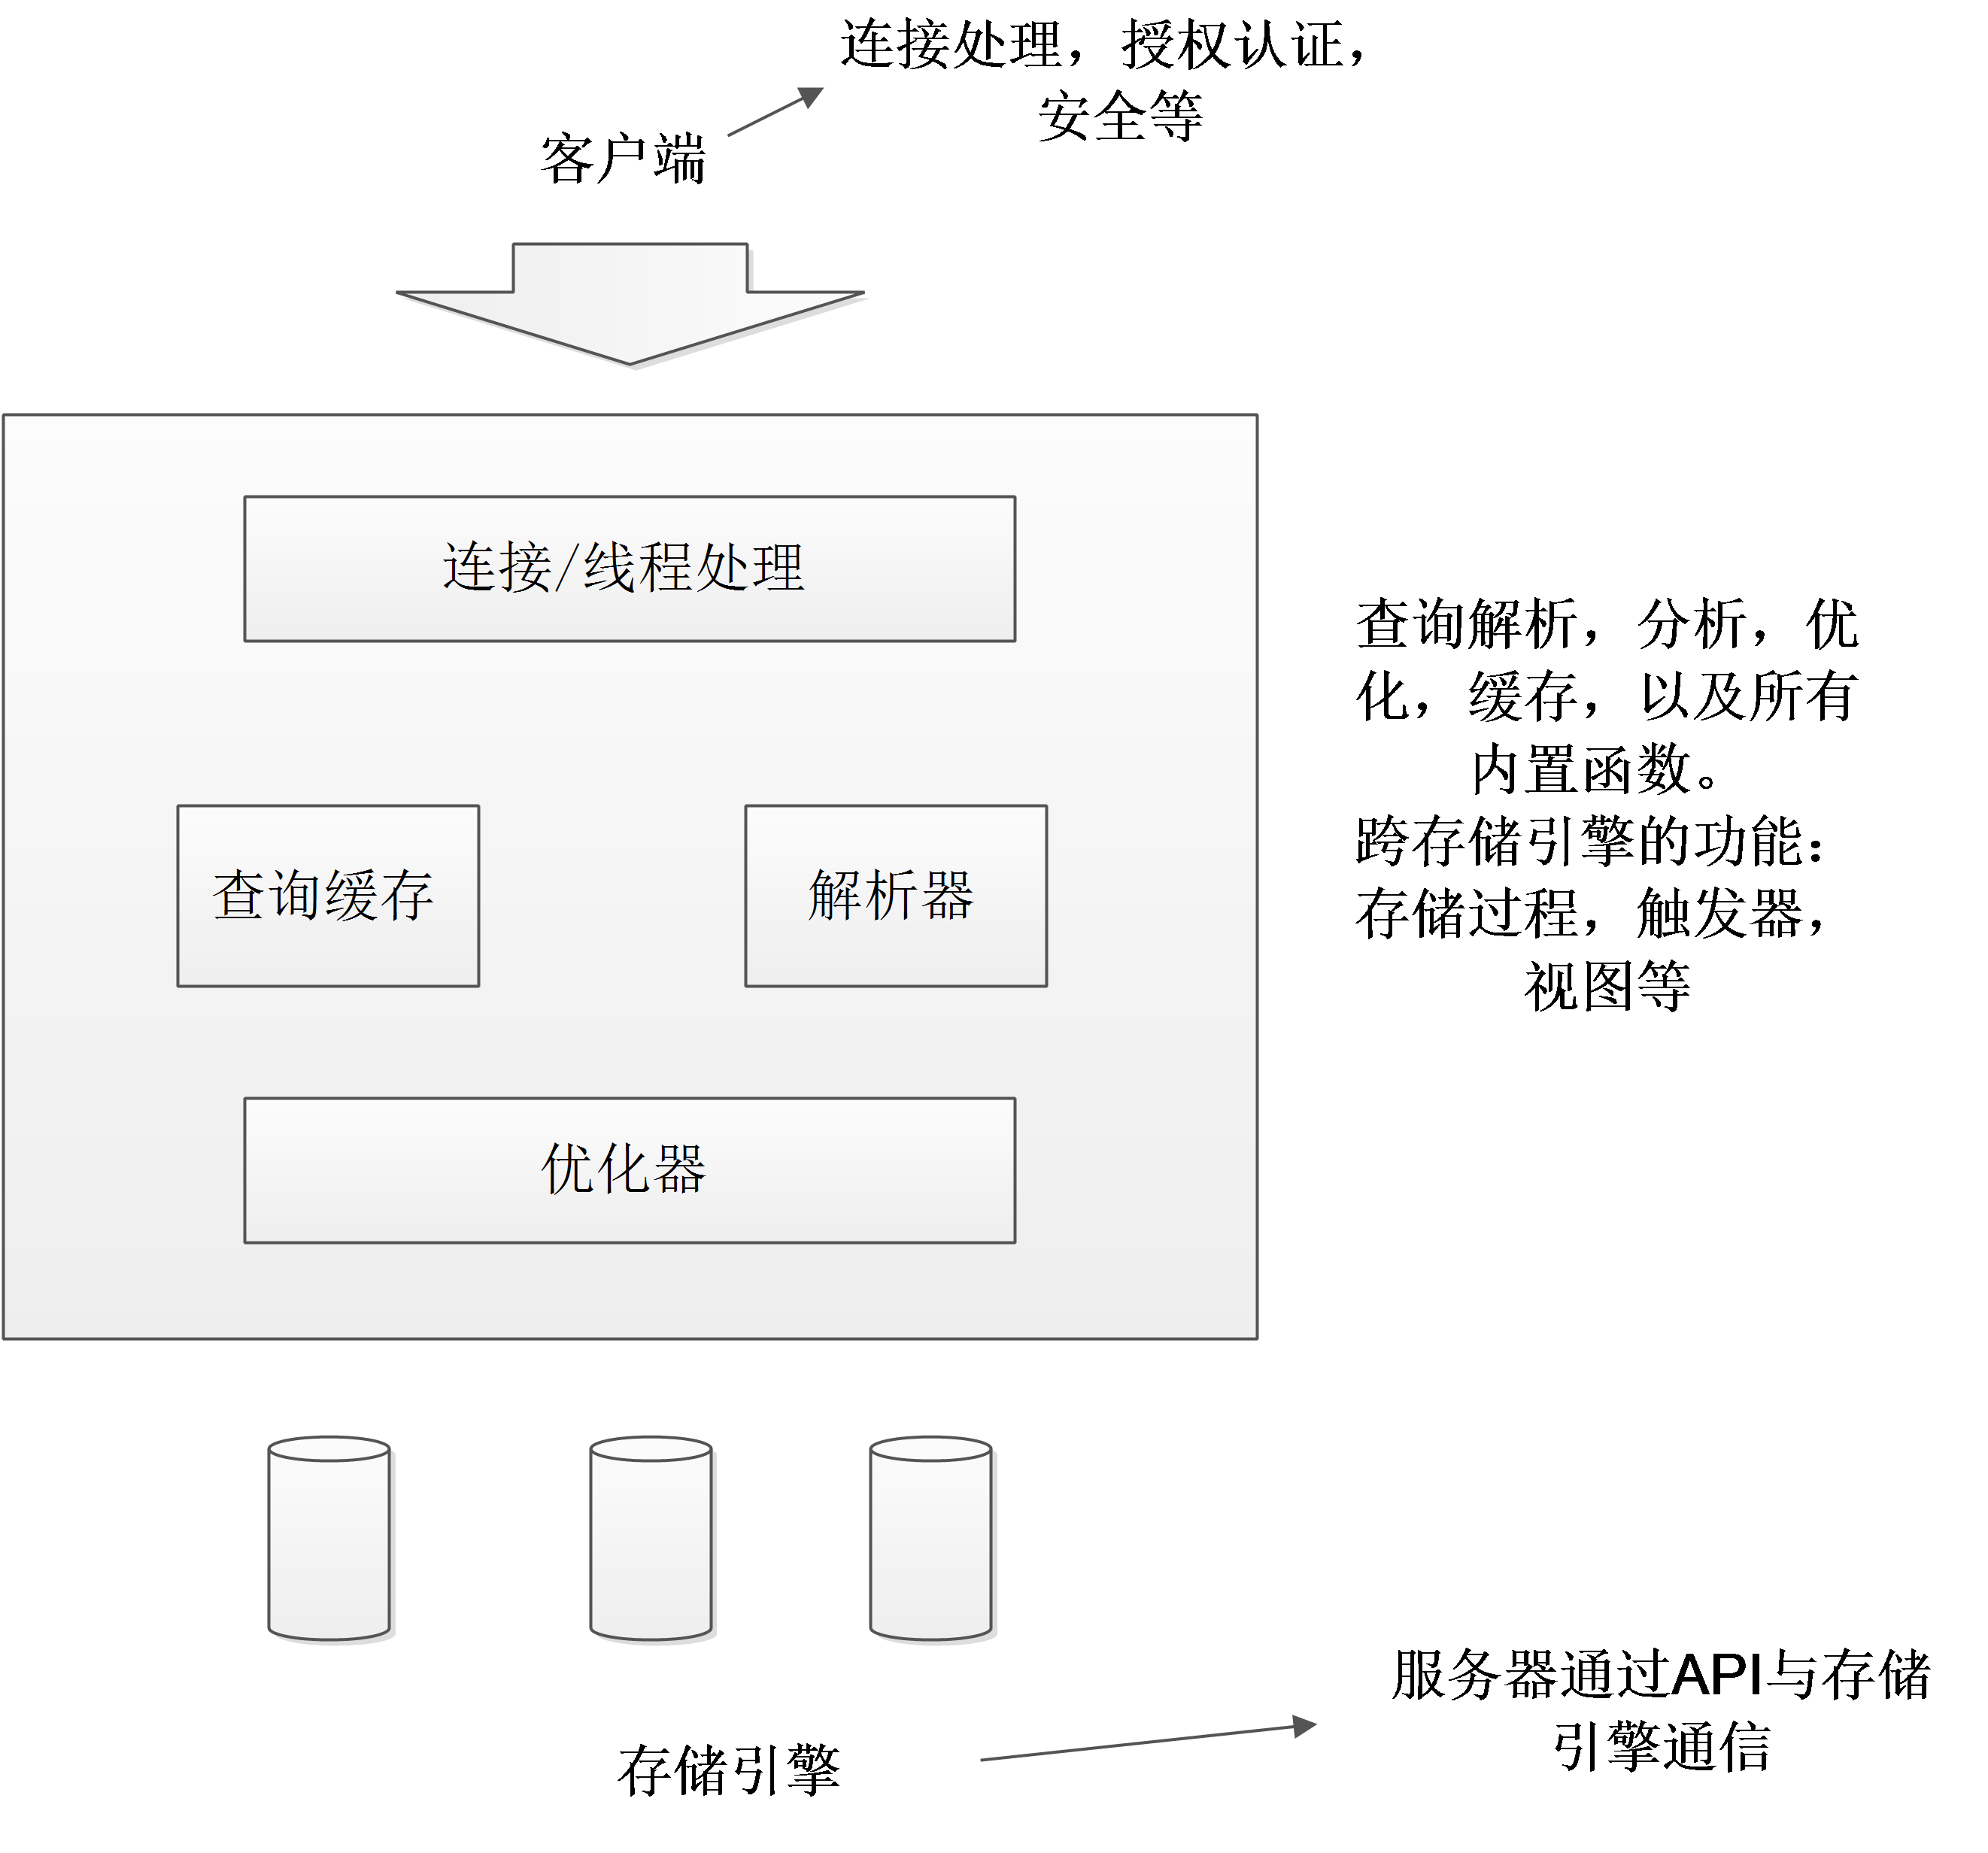 连接处理，授权认证，
安全等
客户端
连接/线程处理
查询缓存
解析器
优化器
查询解析，分析，优
化，缓存，以及所有
内置函数。
跨存储引擎的功能：
存储过程，触发器，
视图等
存储引擎
服务器通过API与存储
引擎通信